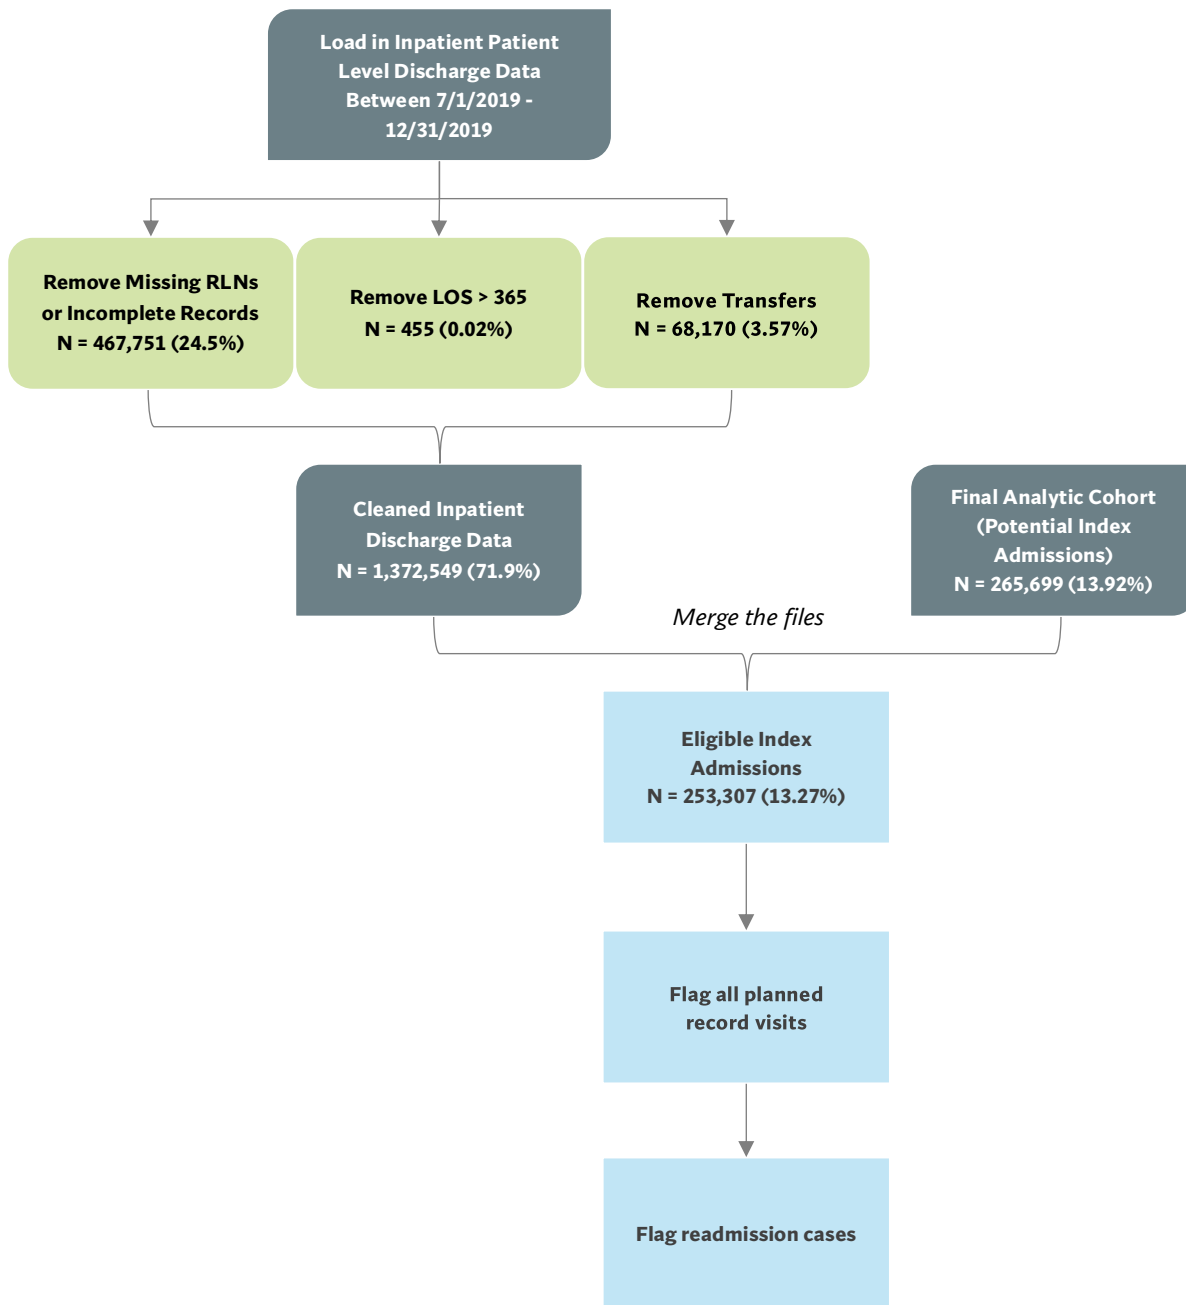 Load in Inpatient Patient
Level Discharge Data
Between 7/1/2019 -
12/31/2019
Remove Missing RLNs
or Incomplete Records
N = 467,751 (24.5%)
Remove LOS > 365
N = 455 (0.02%)
Remove Transfers
N = 68,170 (3.57%)
Cleaned Inpatient
Discharge Data
N = 1,372,549 (71.9%)
Final Analytic Cohort
(Potential Index
Admissions)
N = 265,699 (13.92%)
Merge the files
Eligible Index
Admissions
N = 253,307 (13.27%)
Flag all planned
record visits
Flag readmission cases